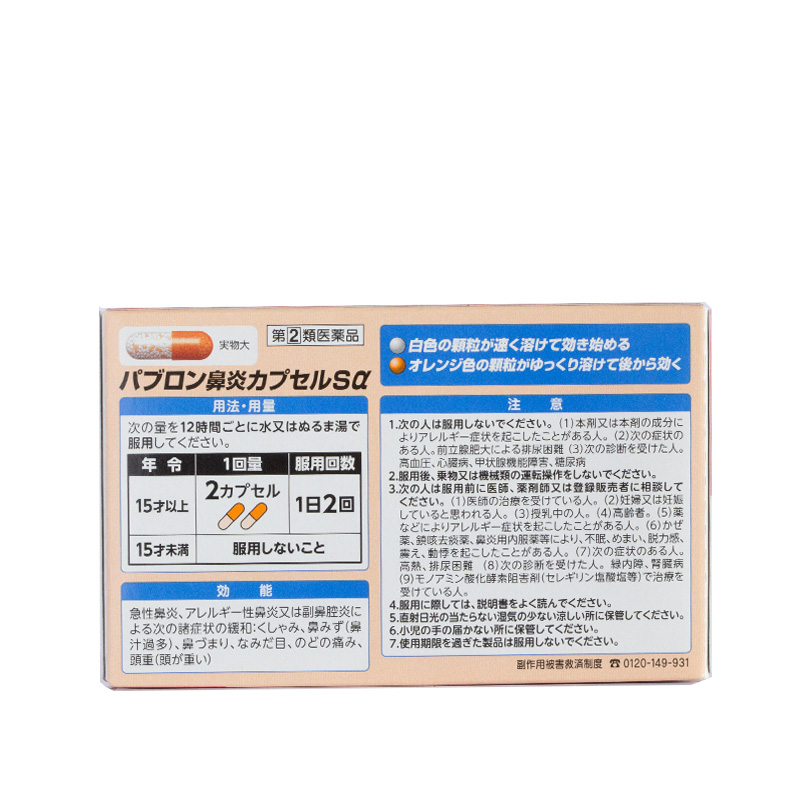 実物大
指②類医薬品
パブロン鼻炎カプセルSα
白色の顆粒が速く溶けて効き始める
オレンジ色の顆粒がゆっくり溶けて後から効く
用法・用量
次の量を12時間ごとに水又はぬるま湯で
服用してください。
年令 1回量 服用回数
15才以上 2カプセル 1日2回
15才未満 服用しないこと
効能
急性鼻炎、アレルギー性鼻炎又は副鼻腔炎に
よる次の諸症状の緩和:くしゃみ、鼻みず(鼻
汁過多)、鼻づまり、なみだ目、のどの痛み、
頭重(頭が重い)
注意
1.次の人は服用しないでください。(1)本剤又は本剤の成分に
よりアレルギー症状を起こしたことがある人。(2)次の症状の
ある人。前立腺肥大による排尿困難 (3)次の診断を受けた人。
高血圧、心臓病、甲状腺機能障害、糖尿病
2.服用後、乗物又は機械類の運転操作をしないでください。
3.次の人は服用前に医師、薬剤師又は登録販売者に相談して
ください。(1)医師の治療を受けている人。(2)妊婦又は妊娠
していると思われる人。(3)授乳中の人。(4)高齢者。(5)薬
などによりアレルギー症状を起こしたことがある人。(6)かぜ
薬、鎮咳去痰薬、鼻炎用内服薬等により、不眠、めまい、脱力感、
震え、動悸を起こしたことがある人。(7)次の症状のある人。
高熱、排尿困難 (8)次の診断を受けた人。緑内障、腎臓病
(9)モノアミン酸化酵素阻害剤(セレギリン塩酸塩等)で治療を
受けている人。
4.服用に際しては、説明書をよく読んでください。
5.直射日光の当たらない湿気の少ない涼しい所に保管してください。
6.小児の手の届かない所に保管してください。
7.使用期限を過ぎた製品は服用しないでください。
副作用被害救済制度 ☎0120-149-931